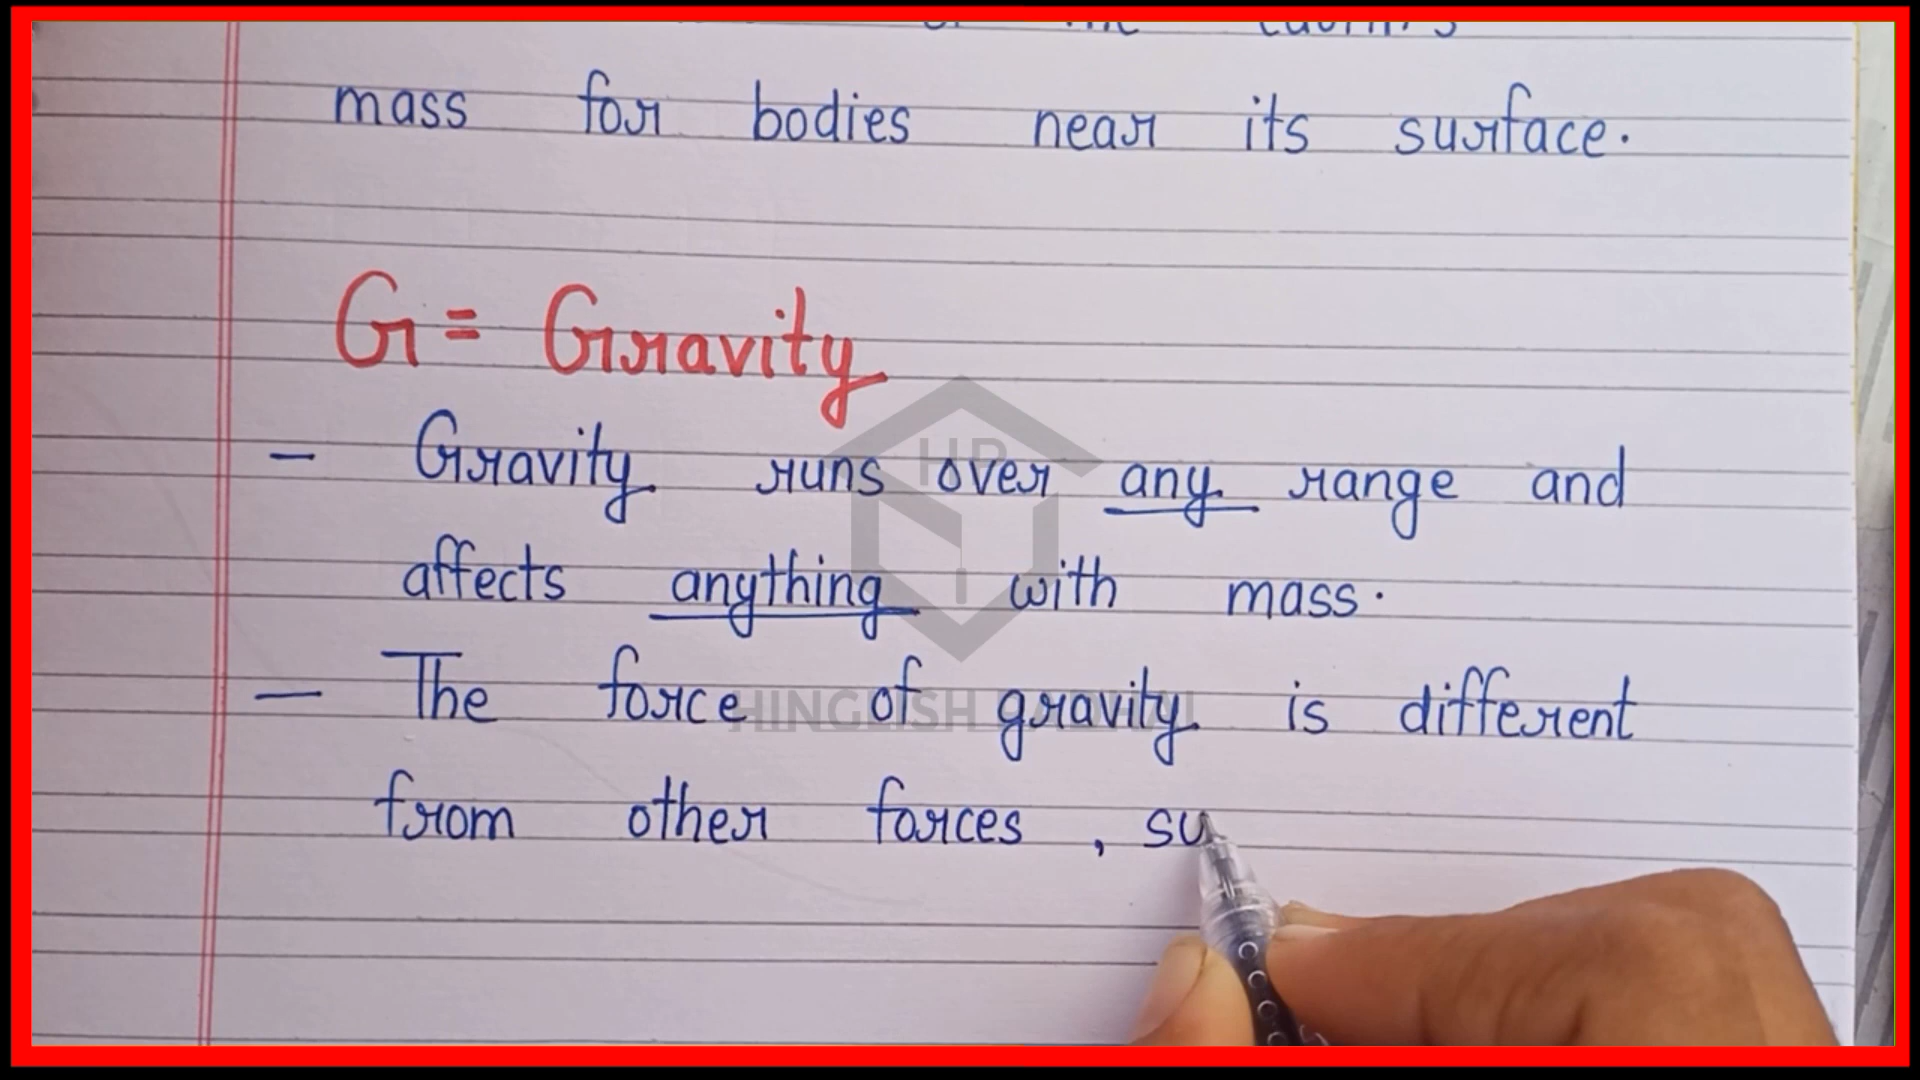 mass for bodies near its surface.
G = Gravity
- Gravity runs over any range and
affects anything with mass.
- The force of gravity is different
from other forces, su